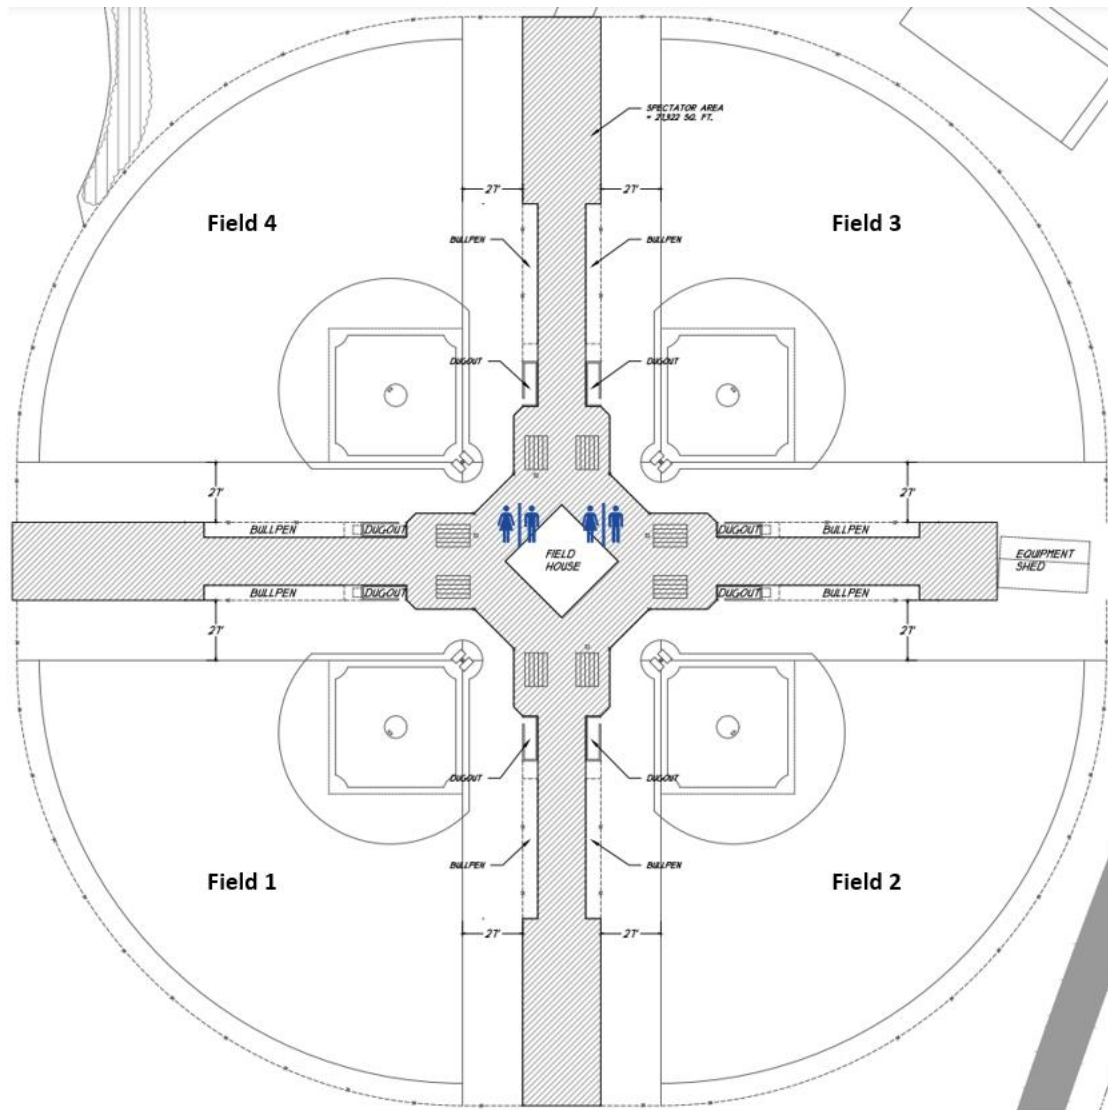 SPECTATOR AREA
= 27,322 SQ. FT.
27'
27'
Field 4
Field 3
BULLPEN
BULLPEN
DUGOUT
DUGOUT
27'
27'
BULLPEN
DUGOUT
DUGOUT
BULLPEN
FIELD
HOUSE
EQUIPMENT
SHED
BULLPEN
DUGOUT
DUGOUT
BULLPEN
27'
27'
DUGOUT
DUGOUT
BULLPEN
BULLPEN
Field 1
Field 2
27'
27'